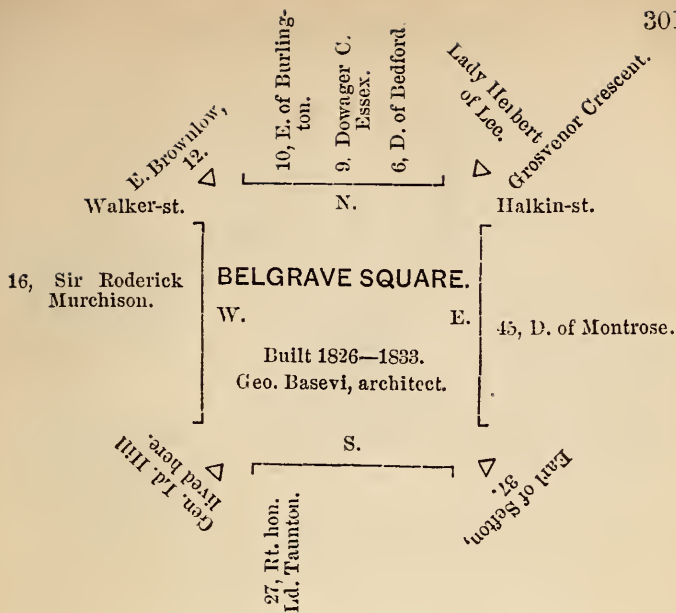 301
10, E. of Burling-
ton.
9. Dowager C.
Essex.
6, D. of Bedford.
Lady Herbert
of Lee.
Grosvenor Crescent.
E. Brownlow,
12.
Walker-st.
N.
Halkin-st.
16, Sir Roderick
Murchison.
BELGRAVE SQUARE.
W.
E.
45, D. of Montrose.
Built 1826—1833.
Geo. Basevi, architect.
S.
Gen. Ld. Hill
lived here.
Earl of Sefton,
37.
27, Rt. hon.
Ld. Taunton.